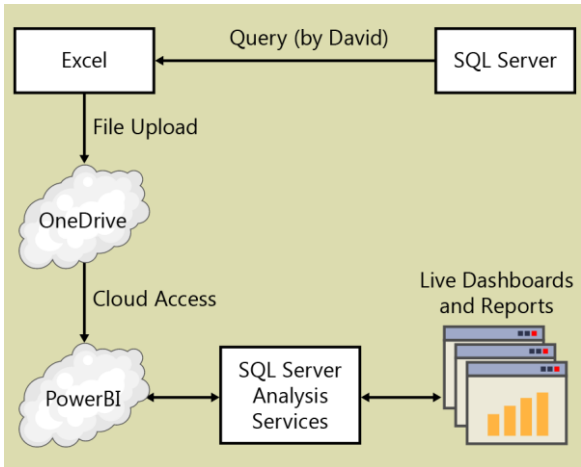 Query (by David)
Excel
SQL Server
File Upload
OneDrive
Cloud Access
Live Dashboards
and Reports
PowerBI
SQL Server
Analysis
Services